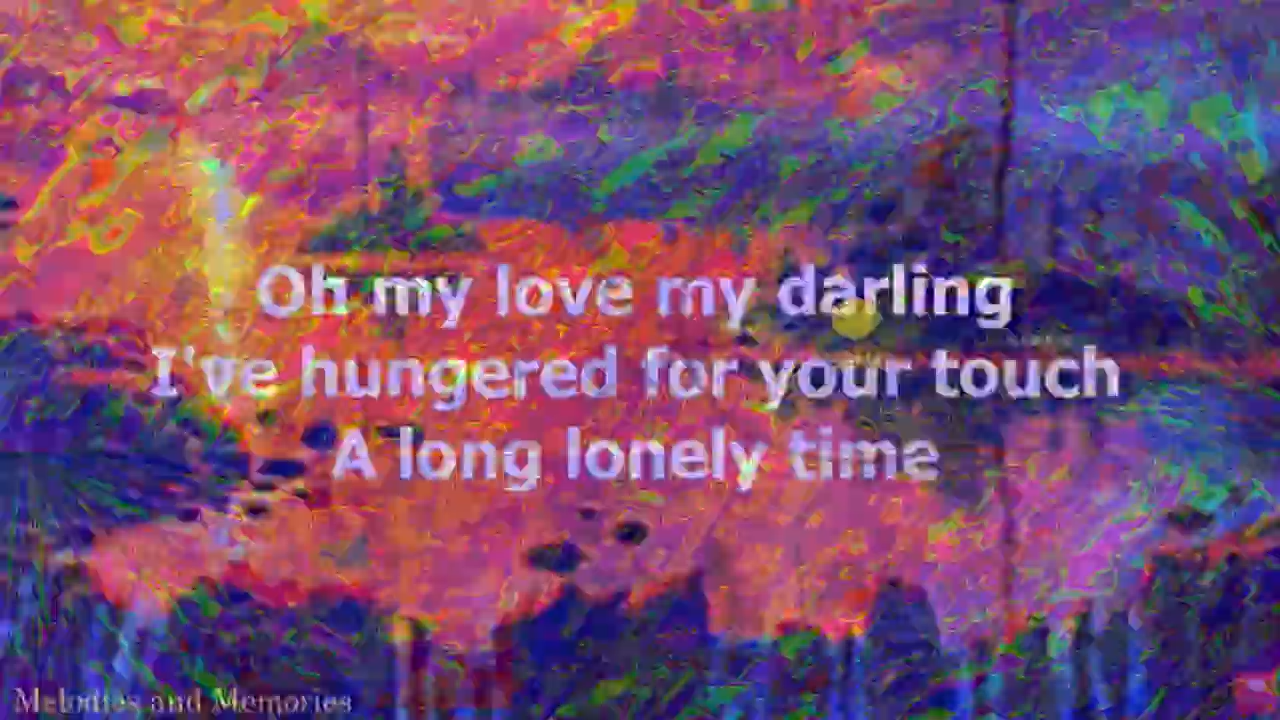 Oh my love my darling
I've hungered for your touch
A long lonely time
Melodies and Memories